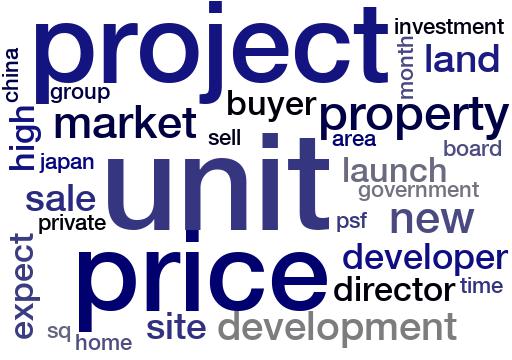 project
investment
month
land
china
group
buyer
property
market
high
sell
area
board
japan
unit
launch
government
sale
private
psf
new
expect
price
developer
director
time
sq
home
site
development